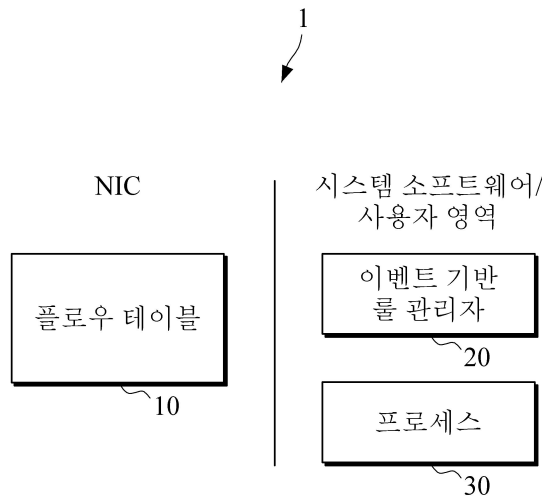 1
NIC
시스템 소프트웨어/
사용자 영역
플로우 테이블
10
이벤트 기반
룰 관리자
20
프로세스
30